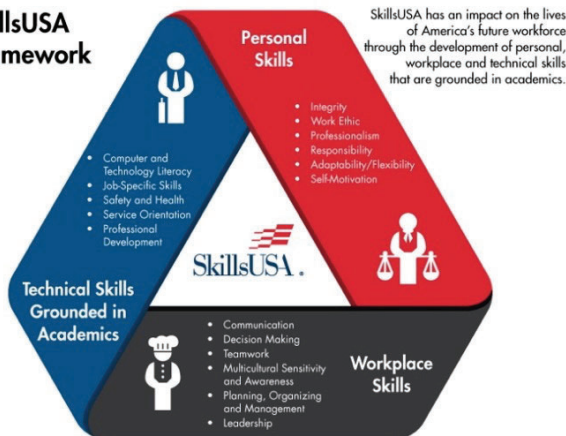 llsUSA
mework
SkillsUSA has an impact on the lives
of America's future workforce
through the development of personal,
workplace and technical skills
that are grounded in academics.
Personal
Skills
• Integrity
• Work Ethic
• Professionalism
• Responsibility
• Adaptability/Flexibility
• Self-Motivation
• Computer and
Technology Literacy
• Job-Specific Skills
• Safety and Health
• Service Orientation
• Professional
Development
Technical Skills
Grounded in
Academics
SkillsUSA.
• Communication
• Decision Making
• Teamwork
• Multicultural Sensitivity
and Awareness
• Planning, Organizing
and Management
• Leadership
Workplace
Skills